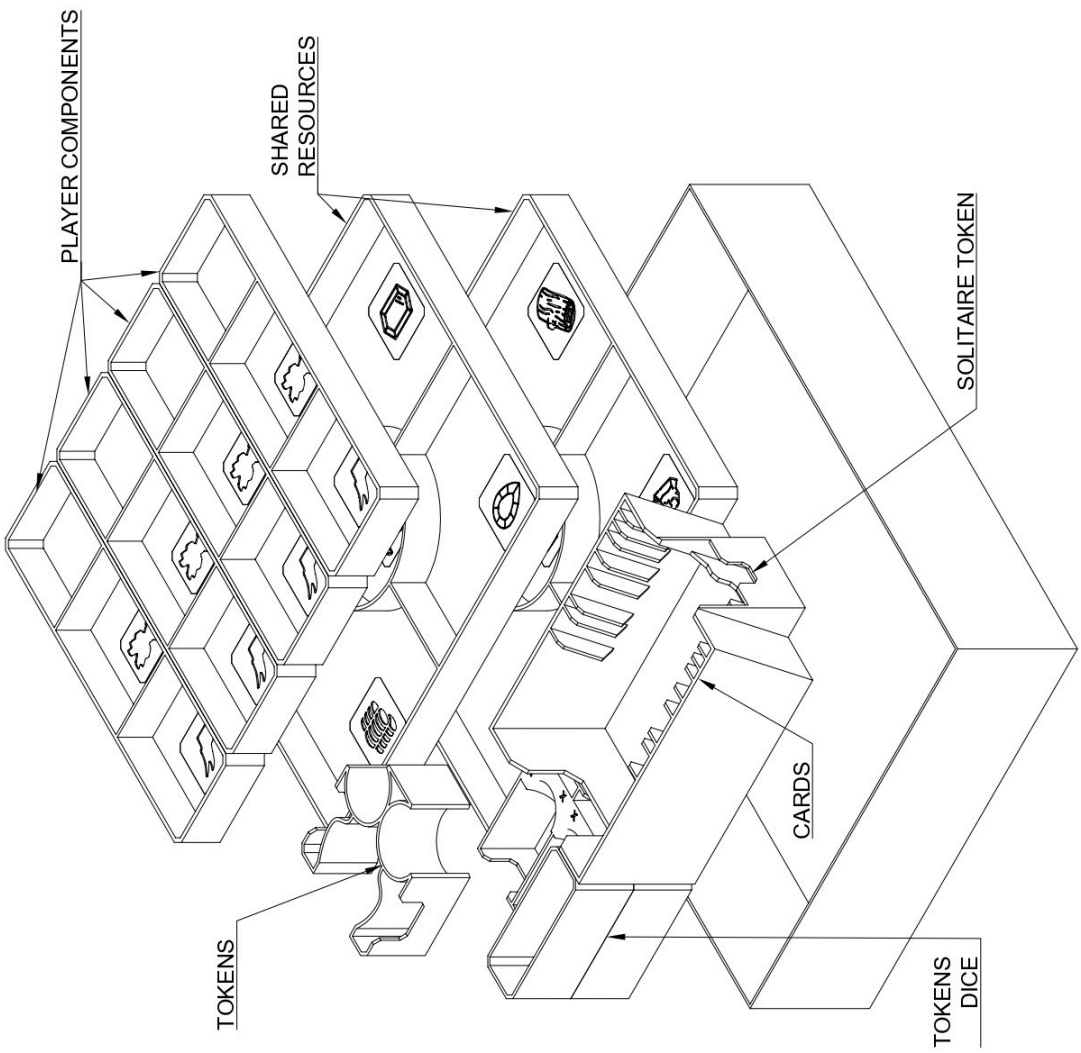 PLAYER COMPONENTS
SHARED
RESOURCES
SOLITAIRE TOKEN
TOKENS
CARDS
TOKENS
DICE